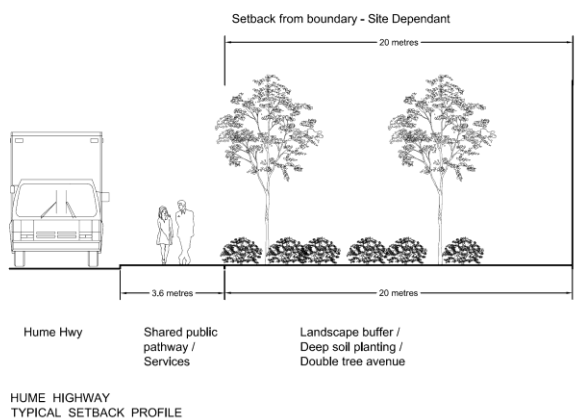 Setback from boundary - Site Dependant
20 metres
3.6 metres
20 metres
Hume Hwy
Shared public
pathway /
Services
Landscape buffer /
Deep soil planting /
Double tree avenue
HUME HIGHWAY
TYPICAL SETBACK PROFILE